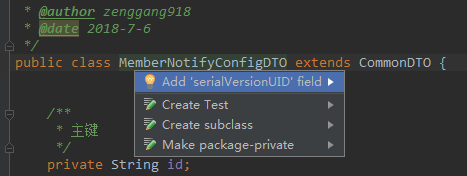 * @author zenggang918
* @date 2018-7-6
*/
public class MemberNotifyConfigDTO extends CommonDTO {
Add 'serialVersionUID' field
Create Test
Create subclass
Make package-private
/**
* 主键
*/
private String id;